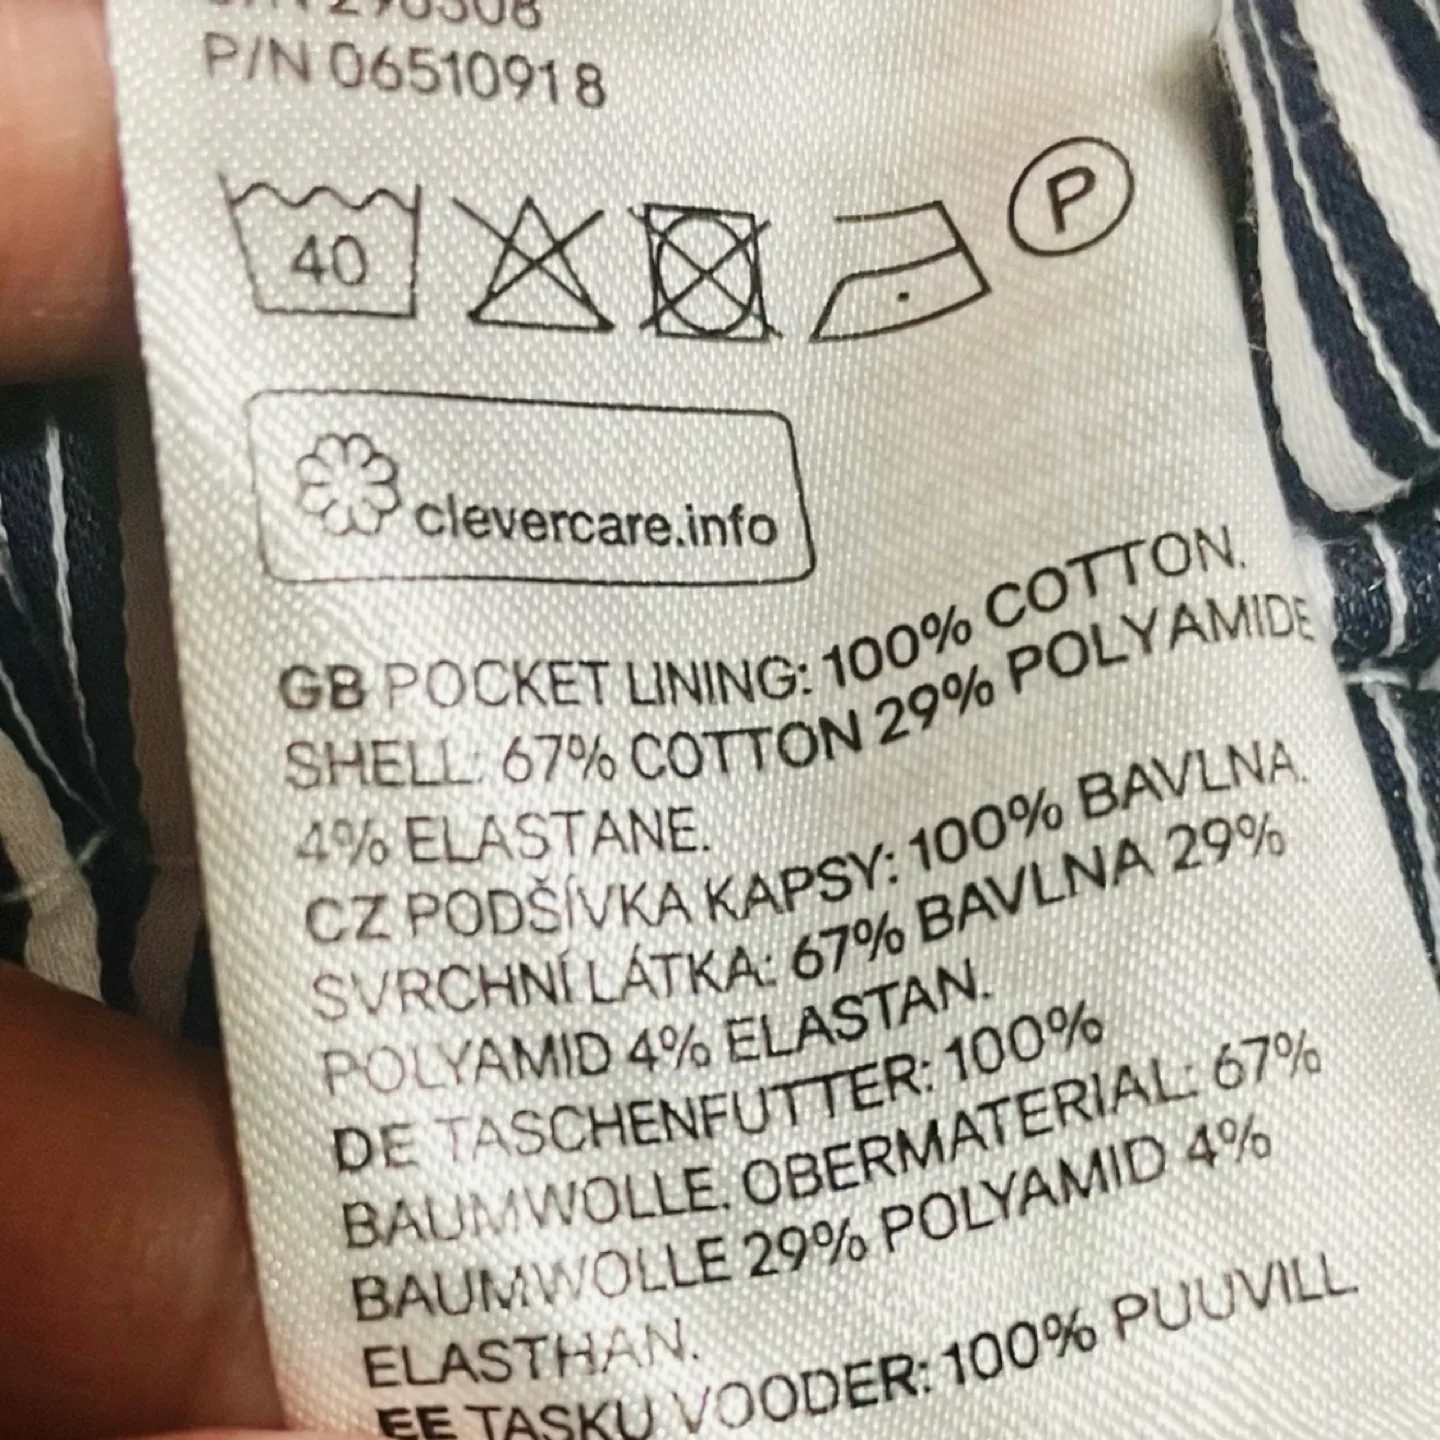 P/N 06510918
40
P
clevercare.info
GB POCKET LINING: 100% COTTON.
SHELL: 67% COTTON 29% POLYAMIDE
4% ELASTANE.
CZ PODŠÍVKA KAPSY: 100% BAVLNA.
SVRCHNÍ LÁTKA: 67% BAVLNA 29%
POLYAMID 4% ELASTAN.
DE TASCHENFUTTER: 100%
BAUMWOLLE. OBERMATERIAL: 67%
BAUMWOLLE 29% POLYAMID 4%
ELASTHAN.
EE TASKU VOODER: 100% PUUVILL.